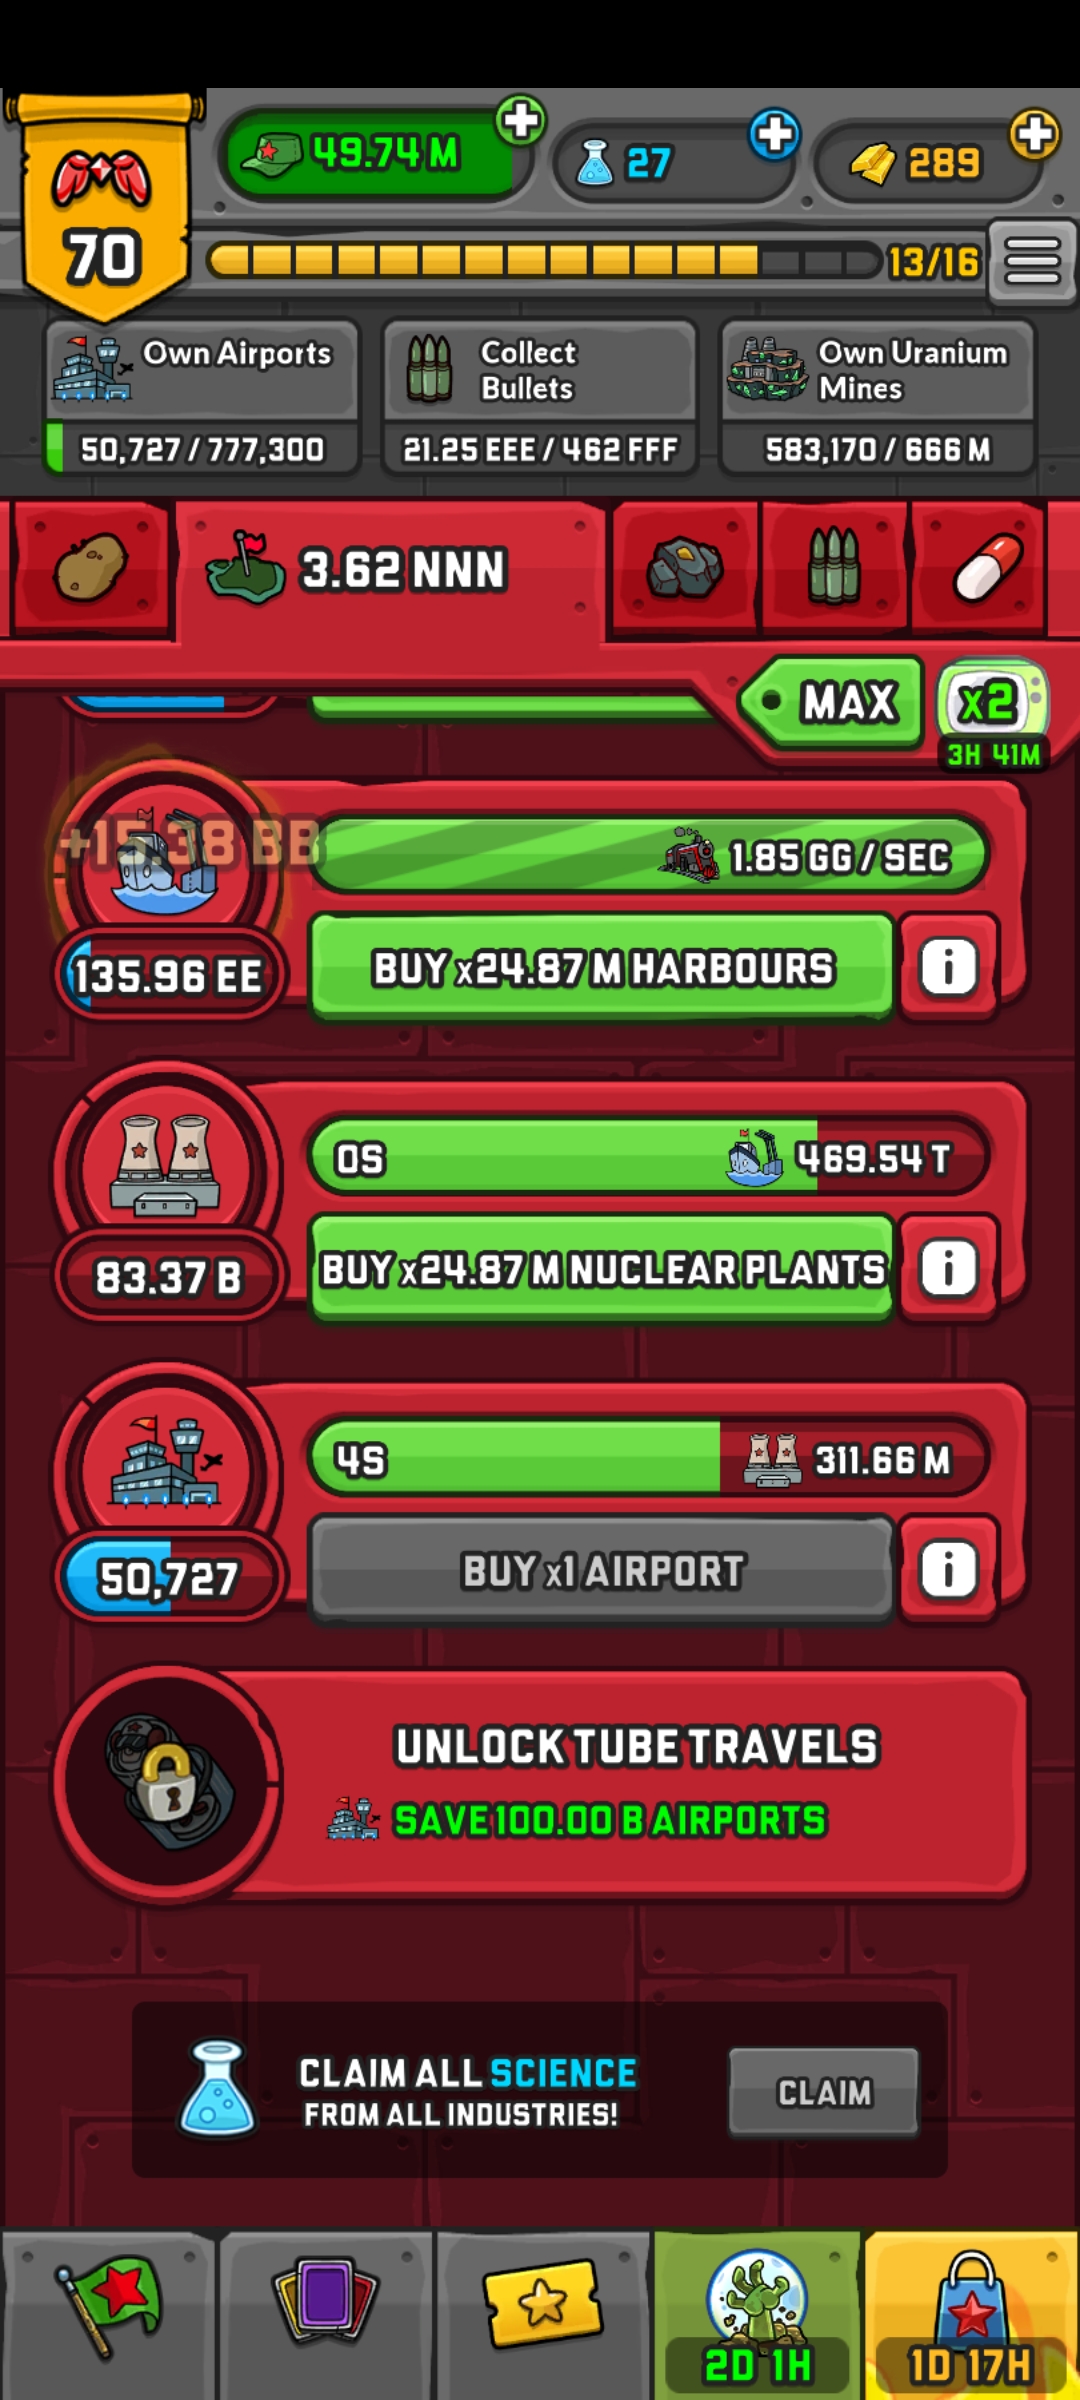 70
49.74 M
27
289
13/16
Own Airports
50,727 / 777,300
Collect
Bullets
21.25 EEE / 462 FFF
Own Uranium
Mines
583,170 / 666 M
3.62 NNN
MAX
x2
3H 41M
+15.38 BB
1.85 GG / SEC
135.96 EE
BUY x24.87 M HARBOURS
i
0S
469.54 T
83.37 B
BUY x24.87 M NUCLEAR PLANTS
i
4S
311.66 M
50,727
BUY x1 AIRPORT
i
UNLOCK TUBE TRAVELS
SAVE 100.00 B AIRPORTS
CLAIM ALL SCIENCE
FROM ALL INDUSTRIES!
CLAIM
2D 1H
1D 17H